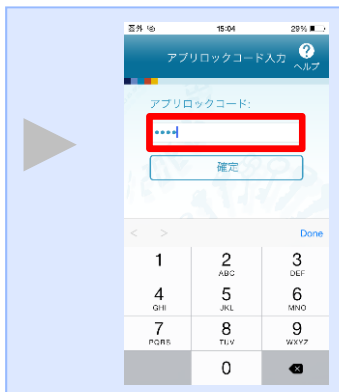 圏外 15:04 29%
アプリロックコード入力 ?
ヘルプ
アプリロックコード:
••••
確定
< > Done
1 2 3
ABC DEF
4 5 6
GHI JKL MNO
7 8 9
PQRS TUV WXYZ
0